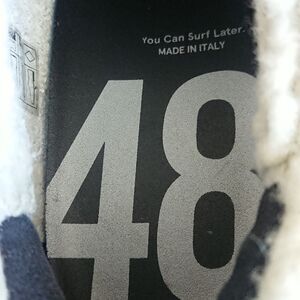 You Can Surf Later.
MADE IN ITALY
48